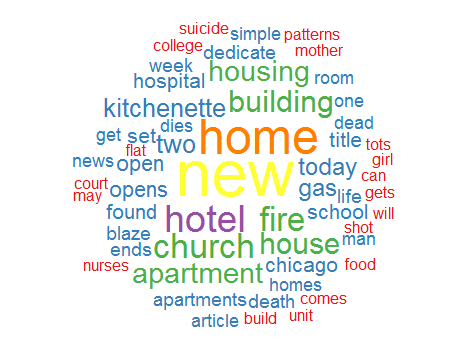 suicide simple patterns
college dedicate mother
week housing room
hospital
kitchenette building one
get set two dies home dead title
flat tots
news open new today girl
court opens gas life can gets
may
found hotel fire school will
blaze church house man shot
ends
nurses apartment chicago food
homes
apartments death comes
article build unit